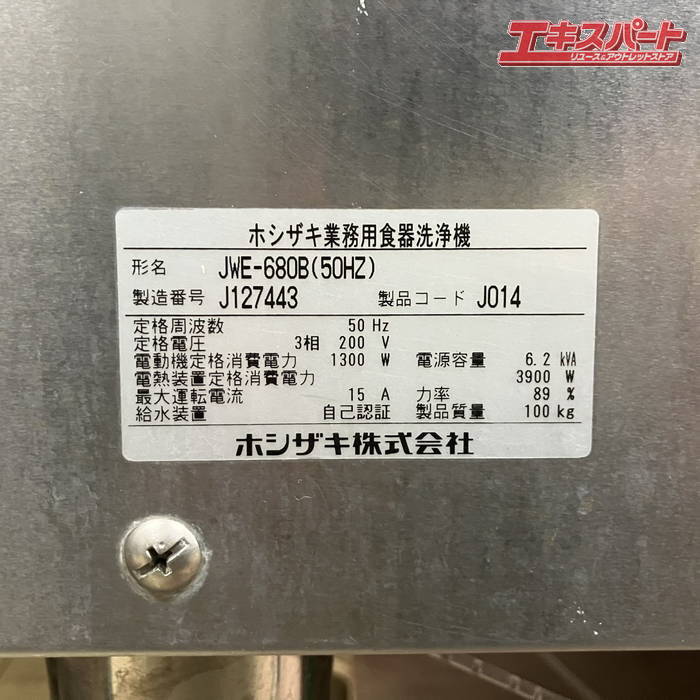 エキスパート
リユース&アウトレットストア
ホシザキ業務用食器洗浄機
形名 JWE-680B(50HZ)
製造番号 J127443 製品コード J014
定格周波数 50 Hz
定格電圧 3相 200 V
電動機定格消費電力 1300 W 電源容量 6.2 kVA
電熱装置定格消費電力 3900 W
最大運転電流 15 A 力率 89 %
給水装置 自己認証 製品質量 100 kg
ホシザキ株式会社